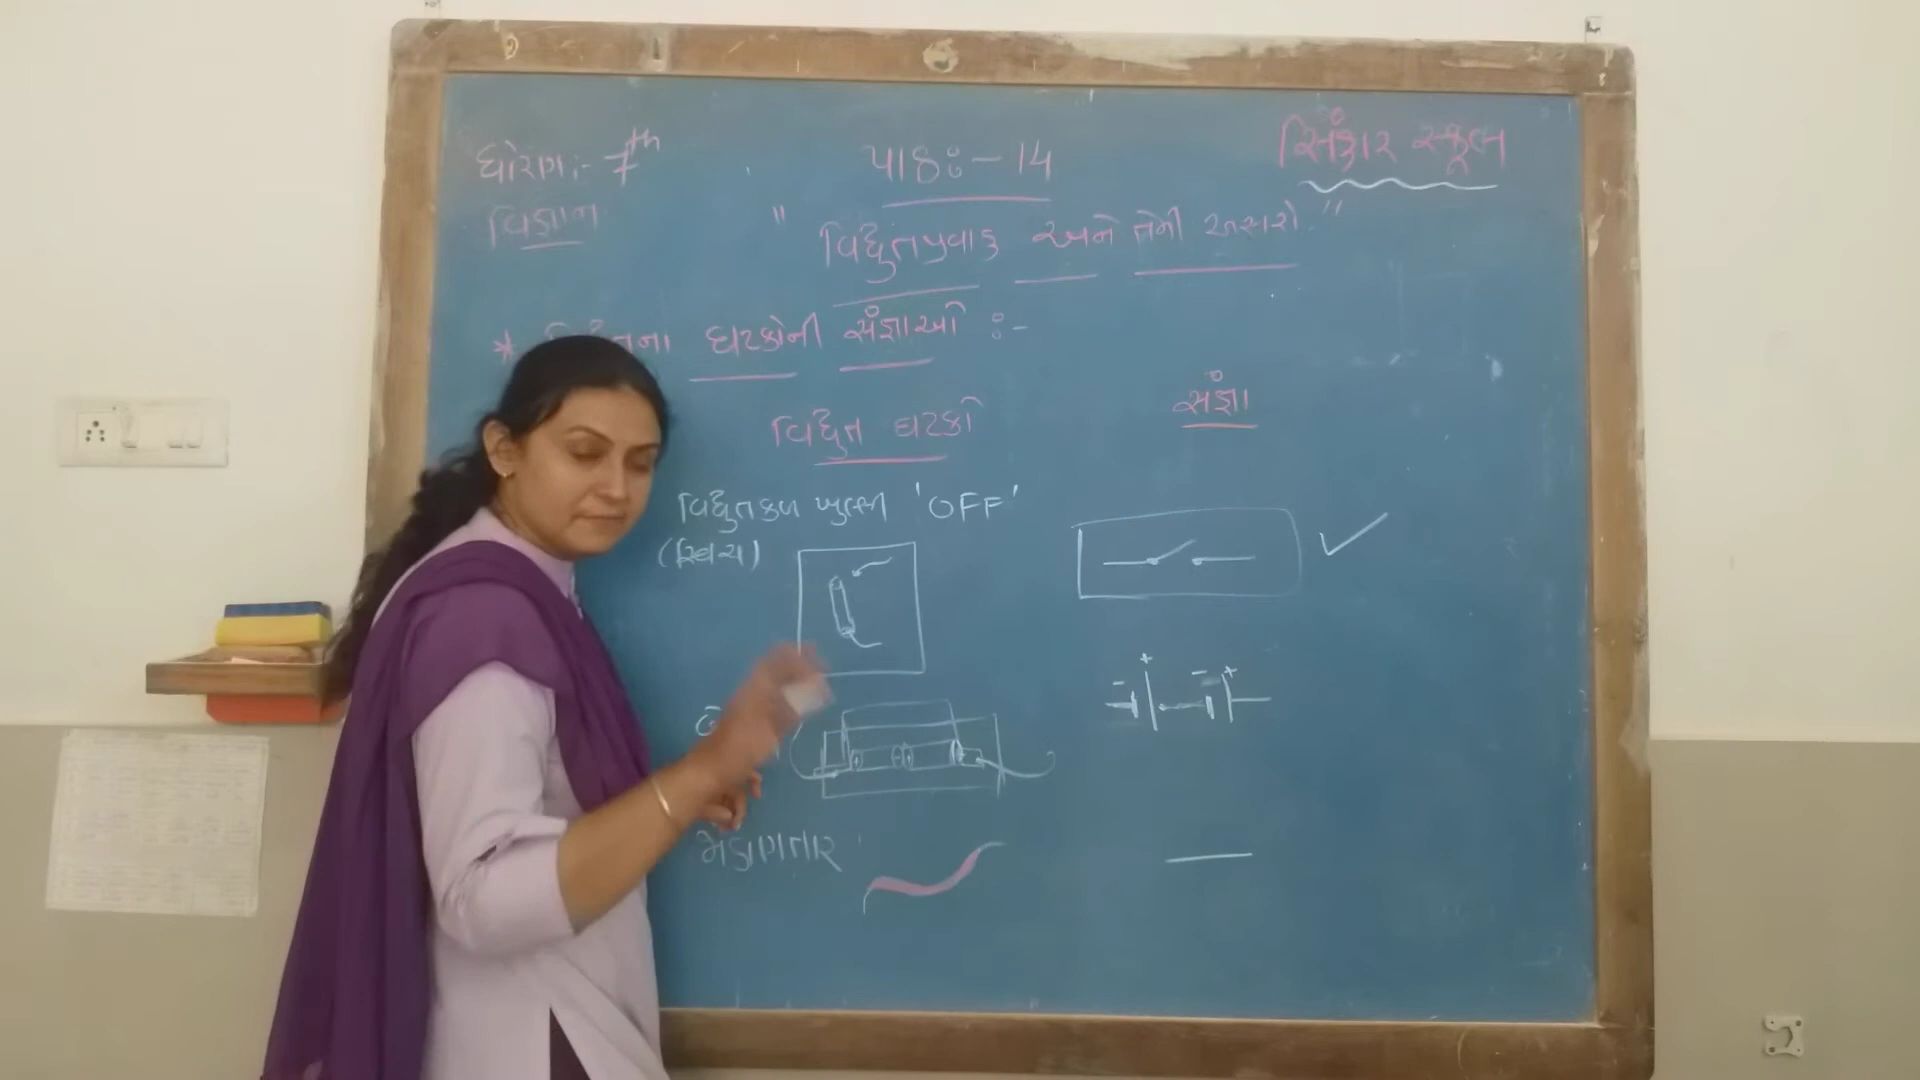 ધોરણ:- 7th
પાઠઃ- 14
સિંકાર સ્કૂલ
વિજ્ઞાન
" વિદ્યુતપ્રવાહ અને તેની અસરો "
* ઘટકોની સંજ્ઞાઓ :-
વિદ્યુત ઘટકો
સંજ્ઞા
વિદ્યુતકળ ખુલ્લી 'OFF'
(સ્વિચ)
- + - +
જોડાણતાર